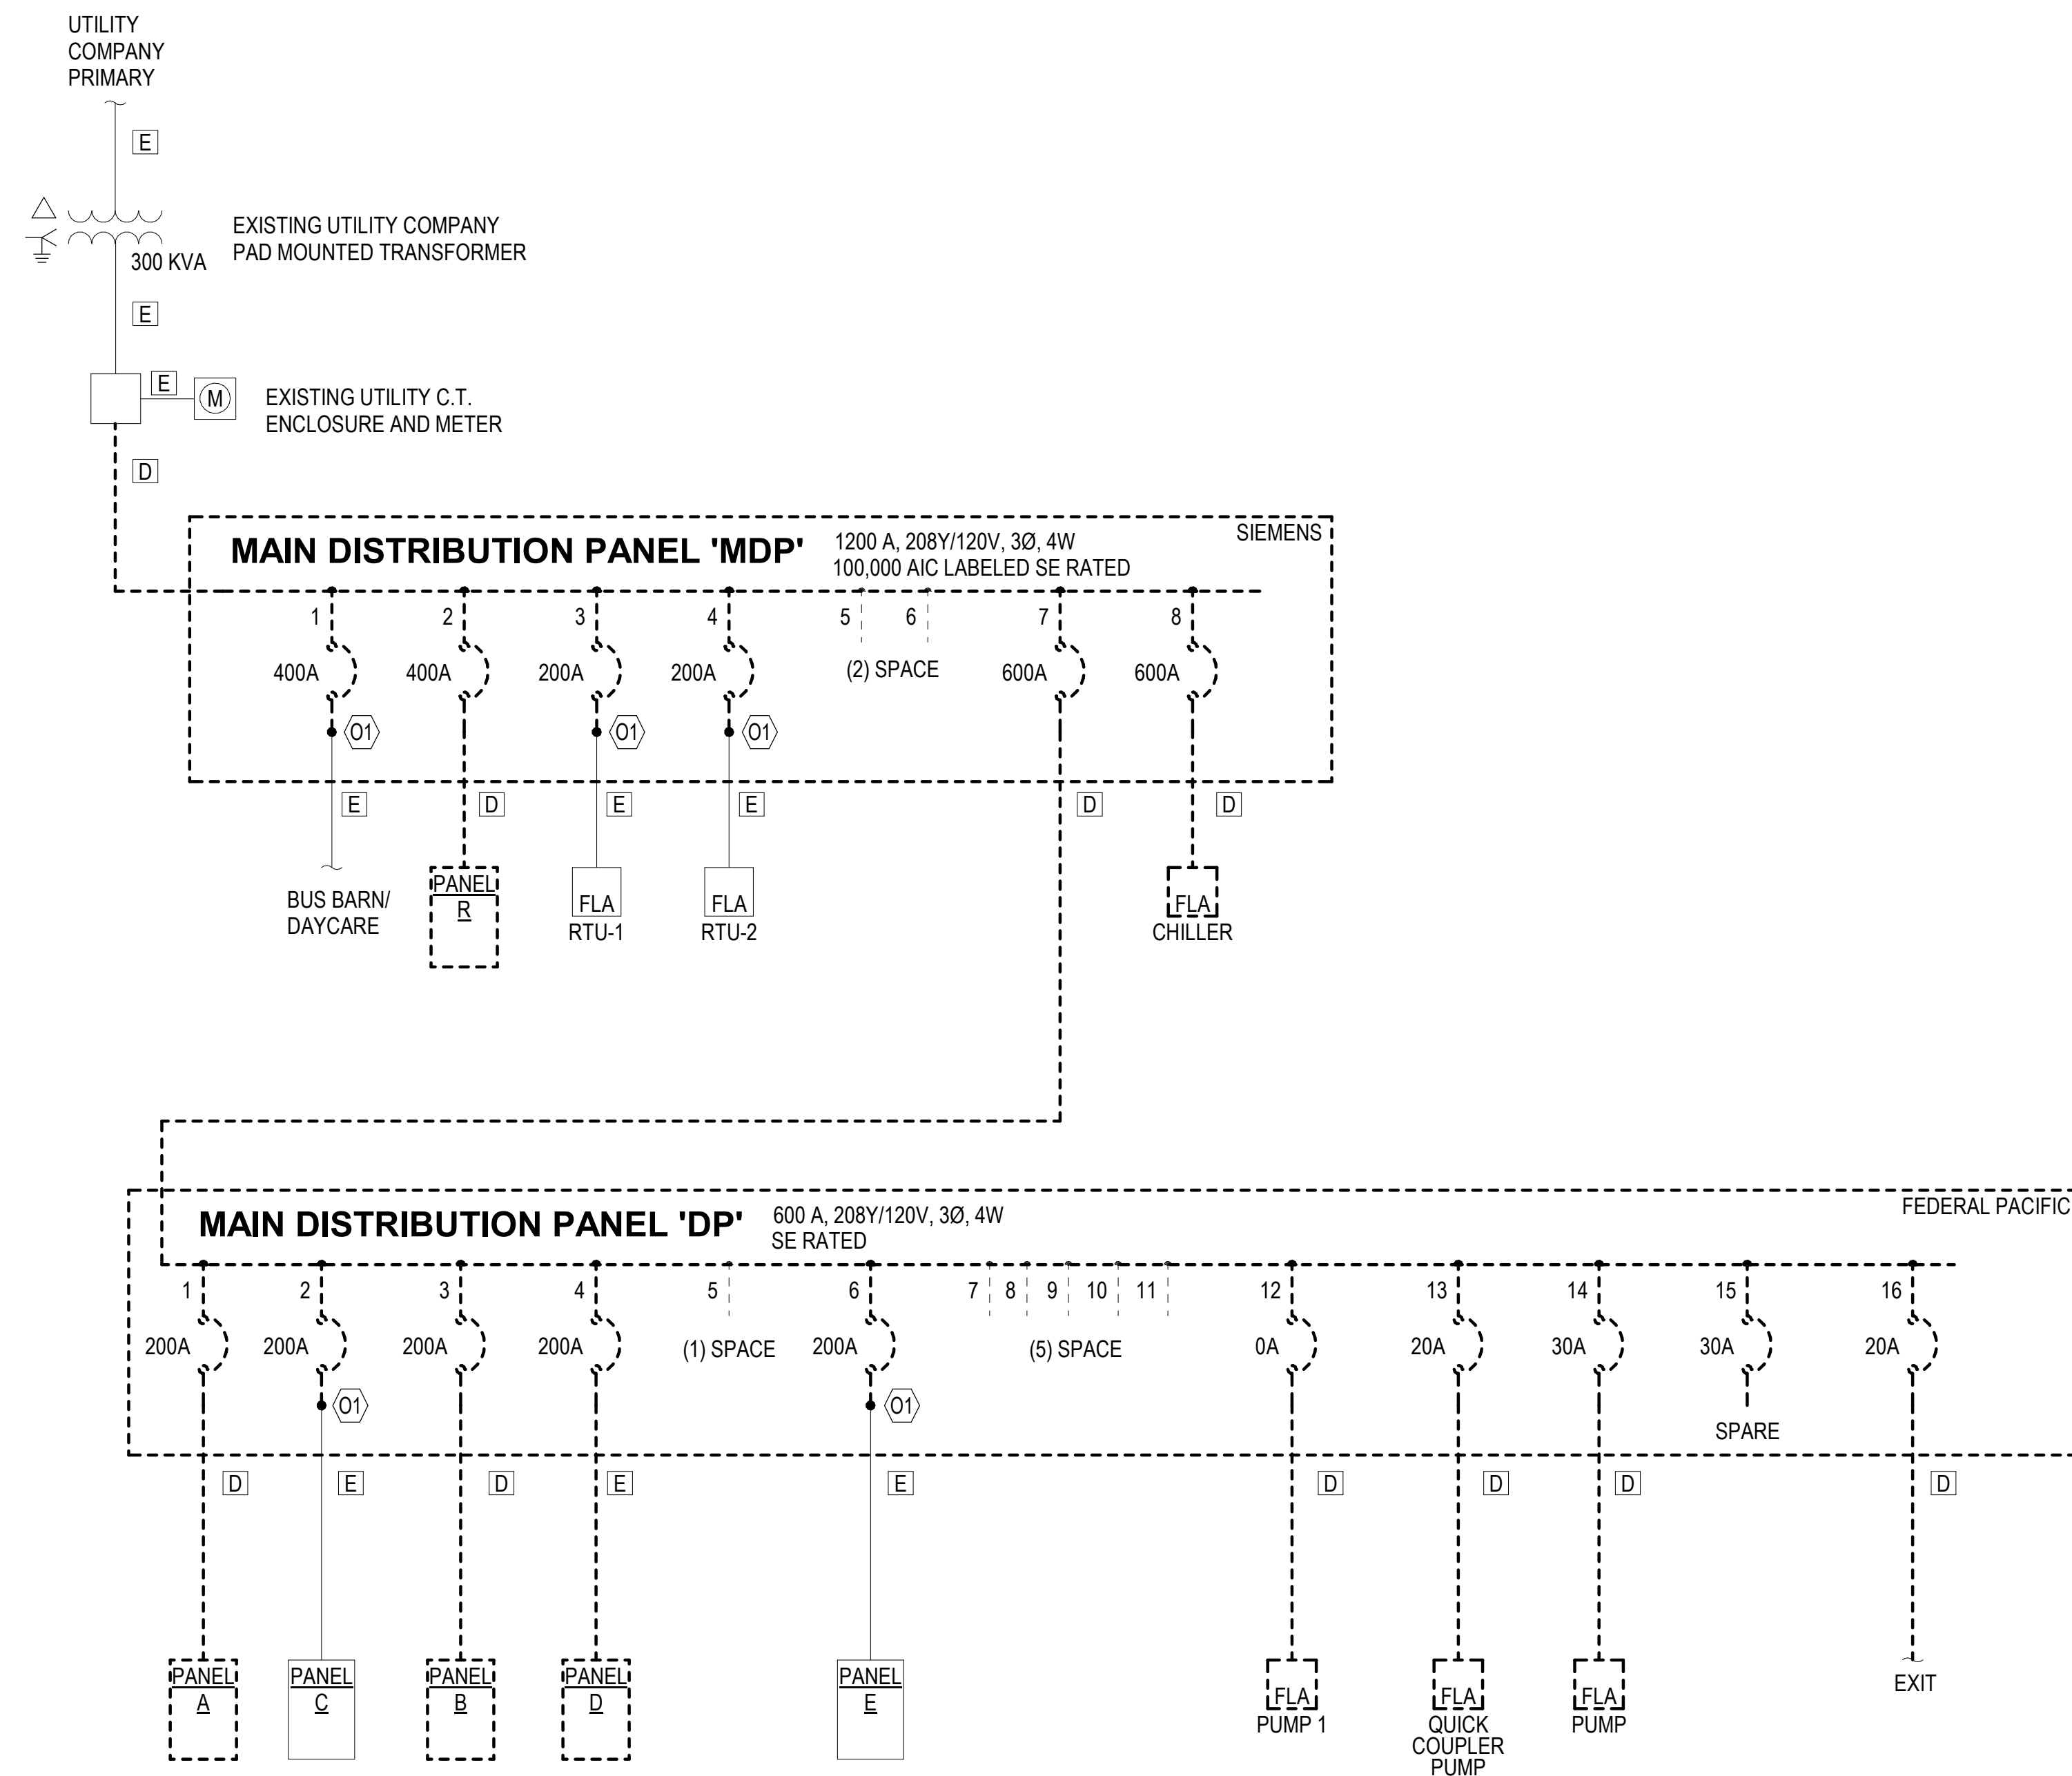 UTILITY
COMPANY
PRIMARY
E
EXISTING UTILITY COMPANY
PAD MOUNTED TRANSFORMER
300 KVA
E
E
M
EXISTING UTILITY C.T.
ENCLOSURE AND METER
D
MAIN DISTRIBUTION PANEL 'MDP'
1200 A, 208Y/120V, 3Ø, 4W
100,000 AIC LABELED SE RATED
SIEMENS
1 2 3 4 5 6 7 8
400A 400A 200A 200A (2) SPACE 600A 600A
O1 O1 O1
E D E E D D
BUS BARN/
DAYCARE
PANEL
R
FLA
RTU-1
FLA
RTU-2
FLA
CHILLER
MAIN DISTRIBUTION PANEL 'DP'
600 A, 208Y/120V, 3Ø, 4W
SE RATED
FEDERAL PACIFIC
1 2 3 4 5 6 7 8 9 10 11 12 13 14 15 16
200A 200A 200A 200A (1) SPACE 200A (5) SPACE 0A 20A 30A 30A 20A
O1 O1
SPARE
D E D E E D D D D
PANEL
A
PANEL
C
PANEL
B
PANEL
D
PANEL
E
FLA
PUMP 1
FLA
QUICK
COUPLER
PUMP
FLA
PUMP
EXIT